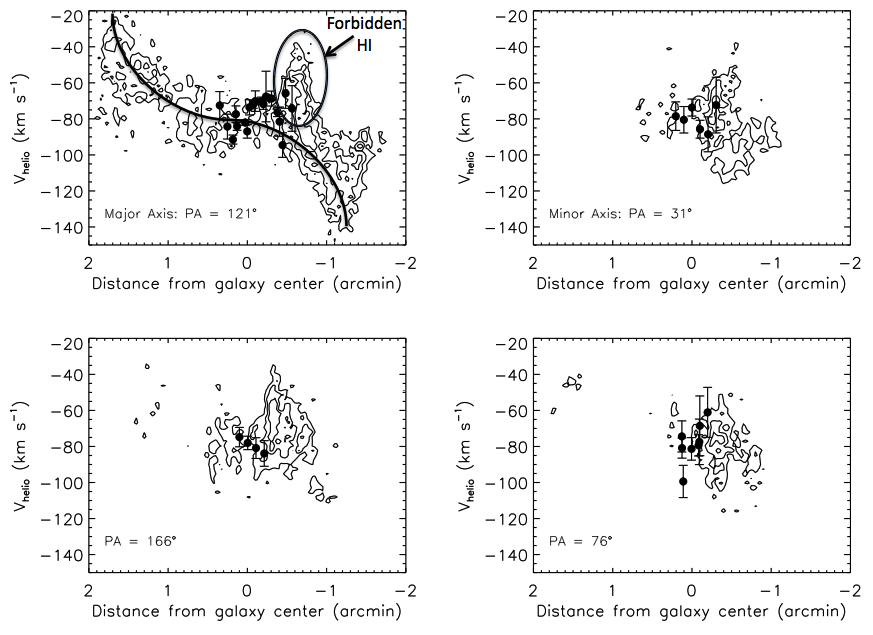 Forbidden
HI
−20
−40
−60
−80
−100
−120
−140
V_helio (km s⁻¹)
Major Axis: PA = 121°
2 1 0 −1 −2
Distance from galaxy center (arcmin)
−20
−40
−60
−80
−100
−120
−140
V_helio (km s⁻¹)
Minor Axis: PA = 31°
2 1 0 −1 −2
Distance from galaxy center (arcmin)
−20
−40
−60
−80
−100
−120
−140
V_helio (km s⁻¹)
PA = 166°
2 1 0 −1 −2
Distance from galaxy center (arcmin)
−20
−40
−60
−80
−100
−120
−140
V_helio (km s⁻¹)
PA = 76°
2 1 0 −1 −2
Distance from galaxy center (arcmin)